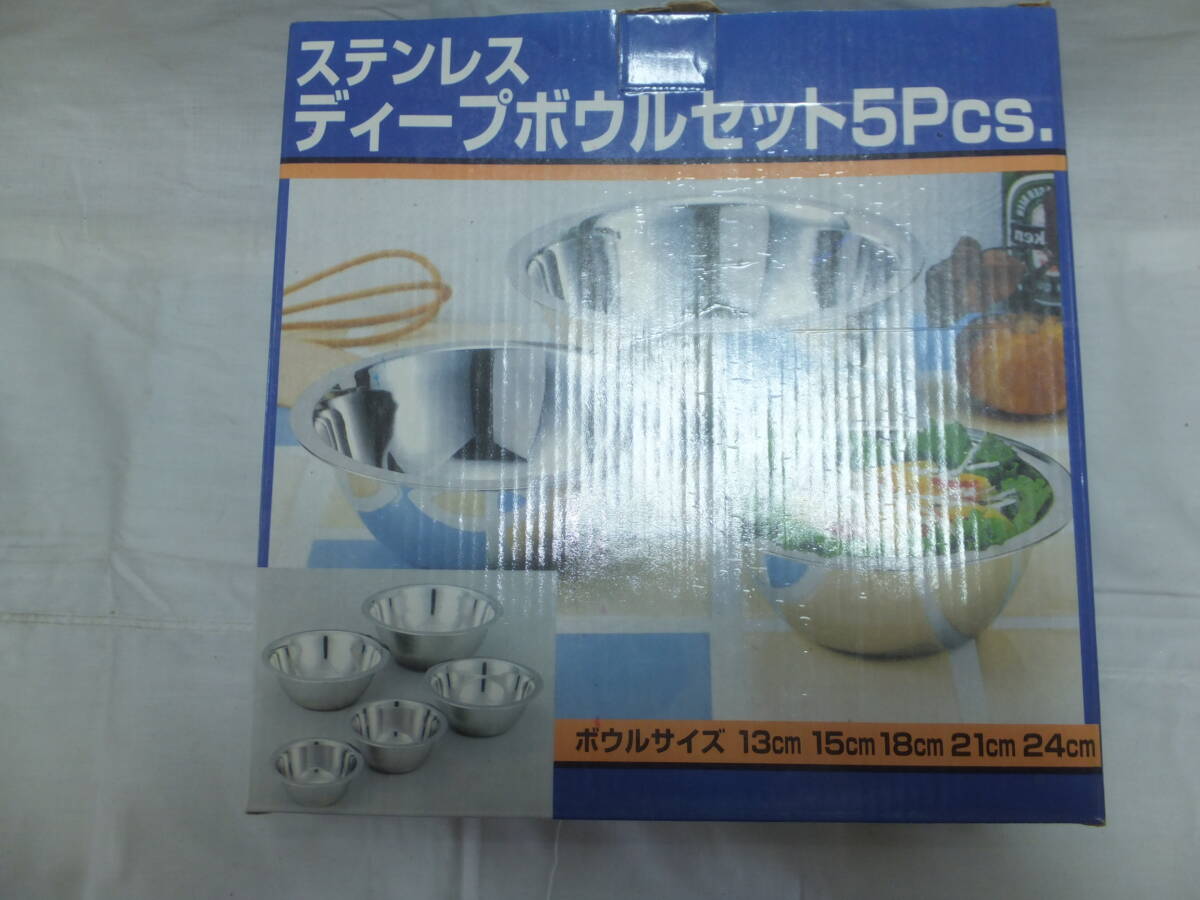 ステンレス
ディープボウルセット5Pcs.
ボウルサイズ 13cm 15cm 18cm 21cm 24cm